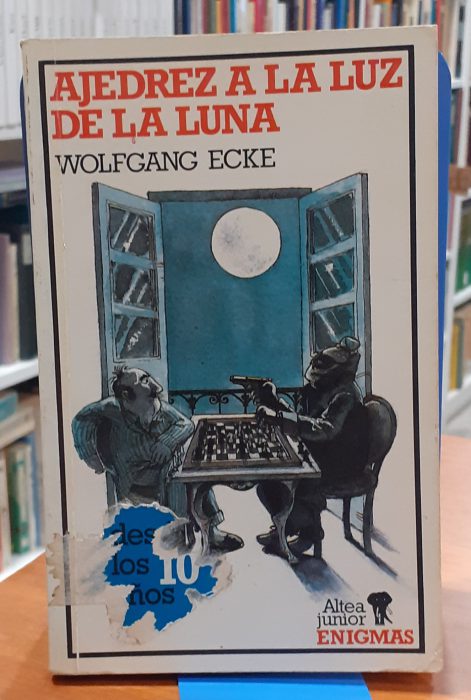 AJEDREZ A LA LUZ
DE LA LUNA
WOLFGANG ECKE
des
los 10
ños
Altea
junior
ENIGMAS